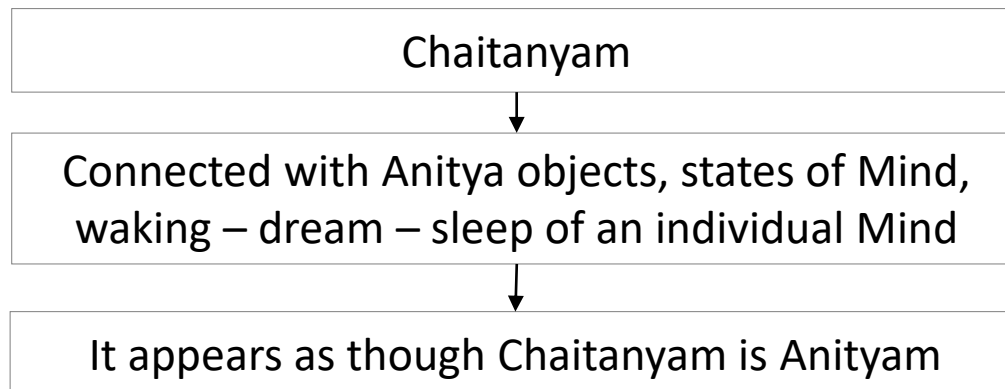 Chaitanyam
Connected with Anitya objects, states of Mind,
waking – dream – sleep of an individual Mind
It appears as though Chaitanyam is Anityam